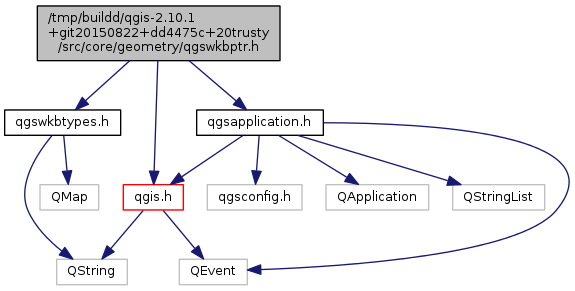 /tmp/buildd/qgis-2.10.1
+git20150822+dd4475c+20trusty
/src/core/geometry/qgswkbptr.h
qgswkbtypes.h
qgsapplication.h
QMap
qgis.h
qgsconfig.h
QApplication
QStringList
QString
QEvent